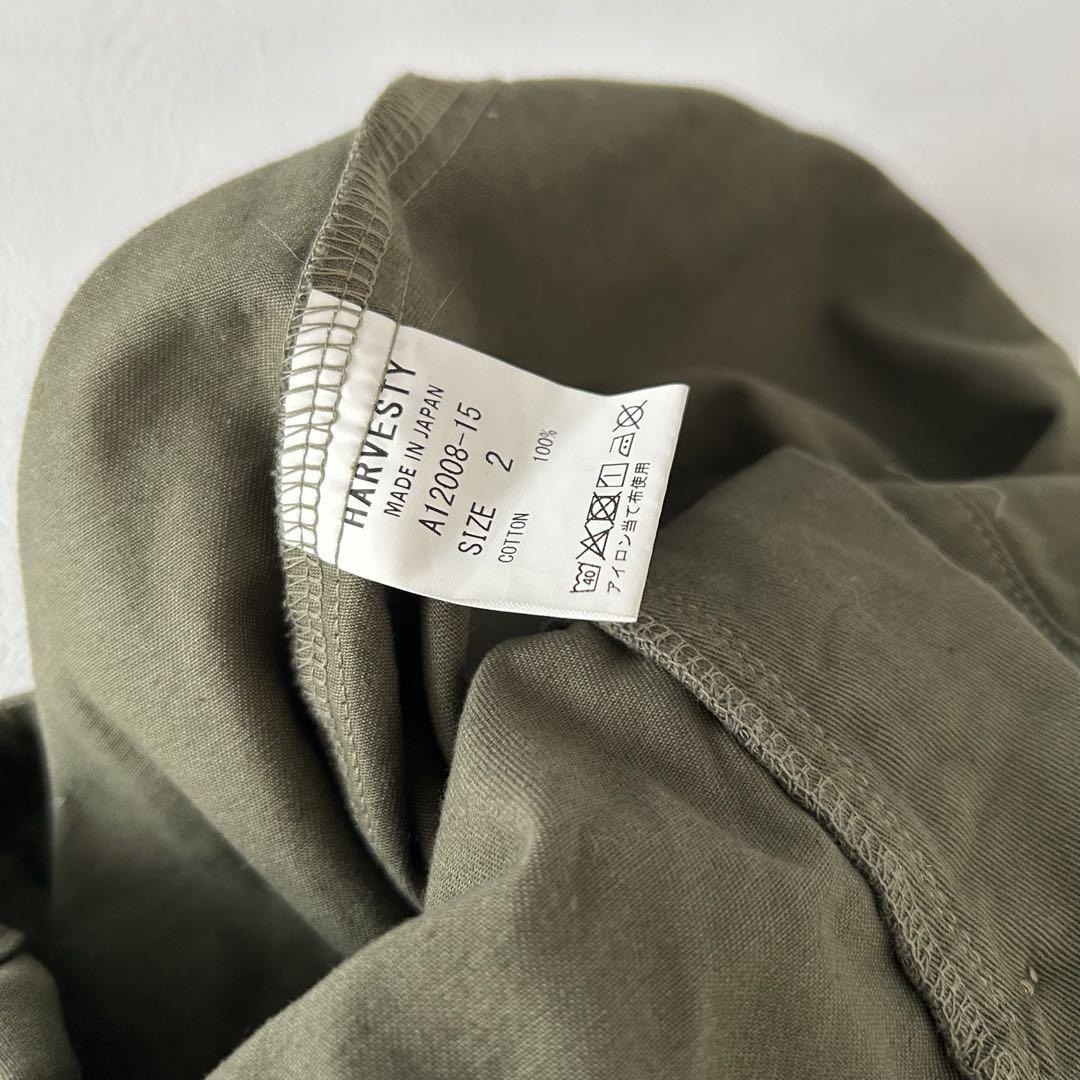 HARVESTY
MADE IN JAPAN
A12008-15
SIZE 2
COTTON 100%
40
アイロン当て布使用